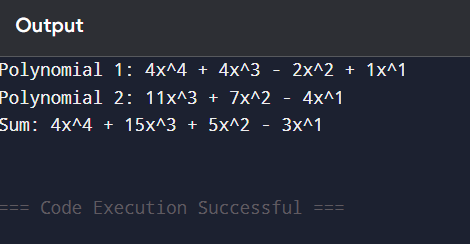 Output
Polynomial 1: 4x^4 + 4x^3 - 2x^2 + 1x^1
Polynomial 2: 11x^3 + 7x^2 - 4x^1
Sum: 4x^4 + 15x^3 + 5x^2 - 3x^1
=== Code Execution Successful ===